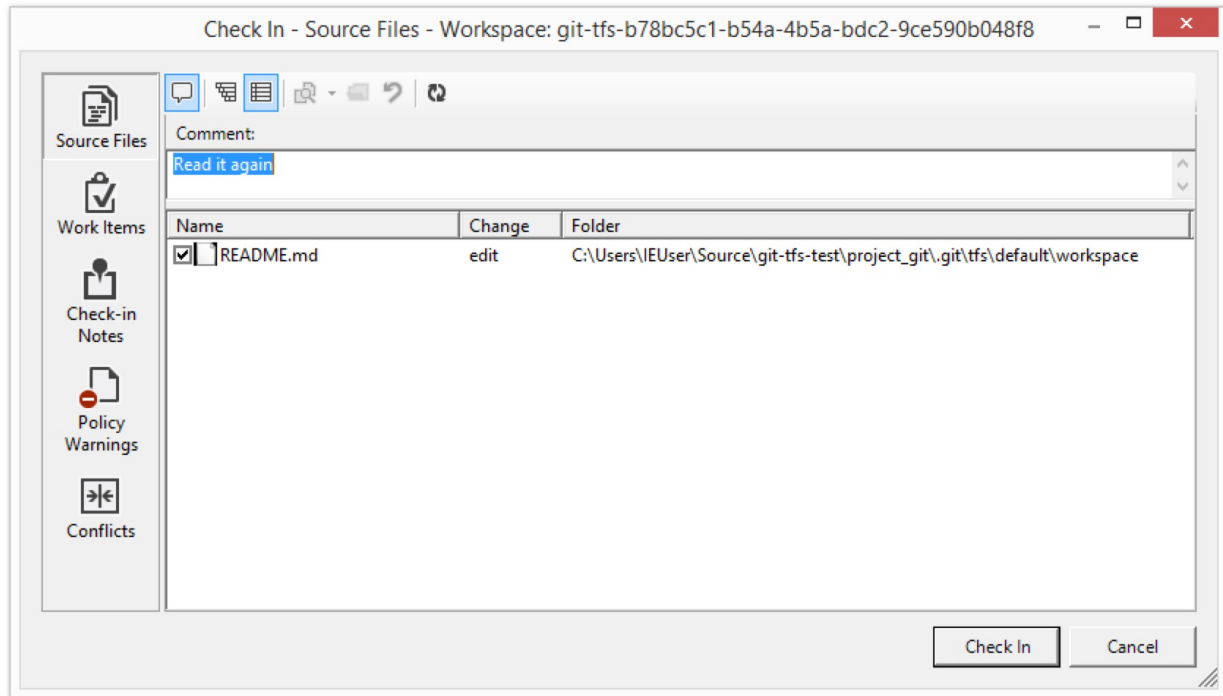 Check In - Source Files - Workspace: git-tfs-b78bc5c1-b54a-4b5a-bdc2-9ce590b048f8
Source Files
Work Items
Check-in
Notes
Policy
Warnings
Conflicts
Comment:
Read it again
Name Change Folder
README.md edit C:\Users\IEUser\Source\git-tfs-test\project_git\.git\tfs\default\workspace
Check In Cancel